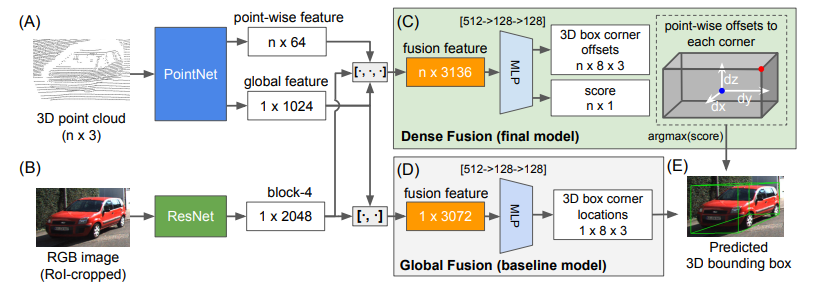 (A)
3D point cloud
(n x 3)
PointNet
point-wise feature
n x 64
global feature
1 x 1024
[·, ·, ·]
(B)
RGB image
(RoI-cropped)
ResNet
block-4
1 x 2048
[·, ·]
(C)
[512->128->128]
fusion feature
n x 3136
MLP
3D box corner
offsets
n x 8 x 3
score
n x 1
Dense Fusion (final model)
point-wise offsets to
each corner
dz
dy
dx
argmax(score)
(D)
[512->128->128]
fusion feature
1 x 3072
MLP
3D box corner
locations
1 x 8 x 3
Global Fusion (baseline model)
(E)
Predicted
3D bounding box